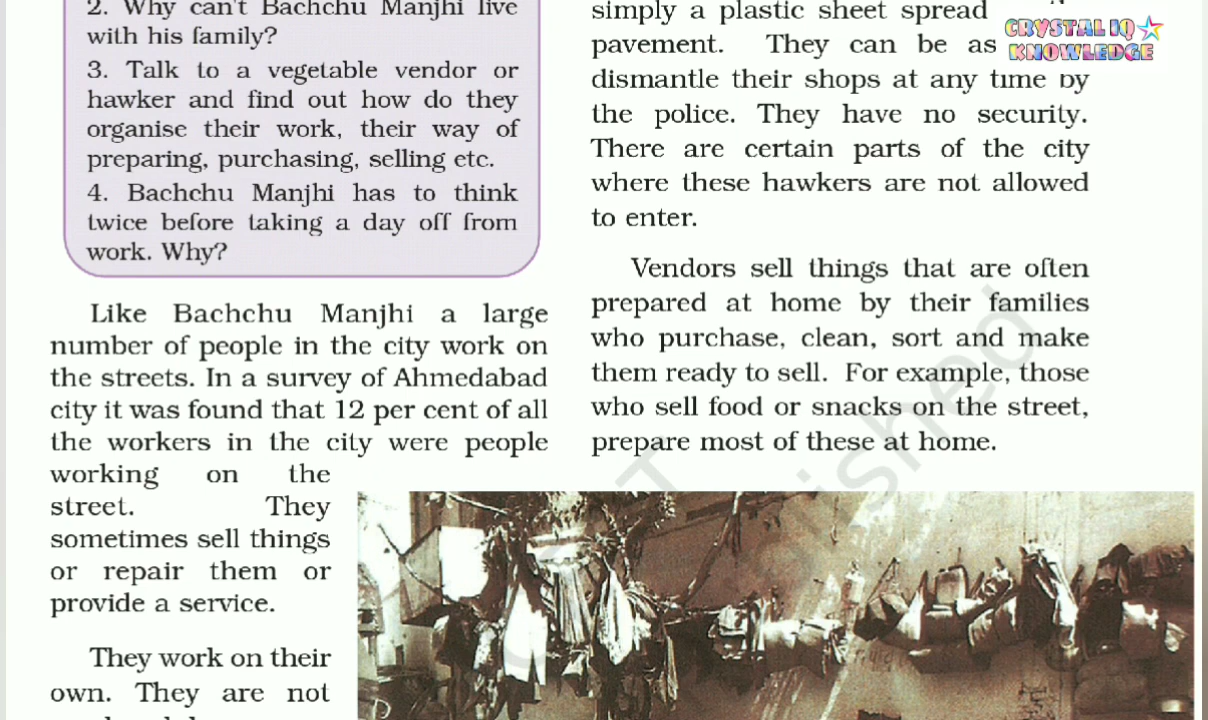 2. Why can't Bachchu Manjhi live
with his family?
3. Talk to a vegetable vendor or
hawker and find out how do they
organise their work, their way of
preparing, purchasing, selling etc.
4. Bachchu Manjhi has to think
twice before taking a day off from
work. Why?
Like Bachchu Manjhi a large
number of people in the city work on
the streets. In a survey of Ahmedabad
city it was found that 12 per cent of all
the workers in the city were people
working on the
street. They
sometimes sell things
or repair them or
provide a service.
They work on their
own. They are not
simply a plastic sheet spread
pavement. They can be as
dismantle their shops at any time by
the police. They have no security.
There are certain parts of the city
where these hawkers are not allowed
to enter.
Vendors sell things that are often
prepared at home by their families
who purchase, clean, sort and make
them ready to sell. For example, those
who sell food or snacks on the street,
prepare most of these at home.
CRYSTAL IQ
KNOWLEDGE